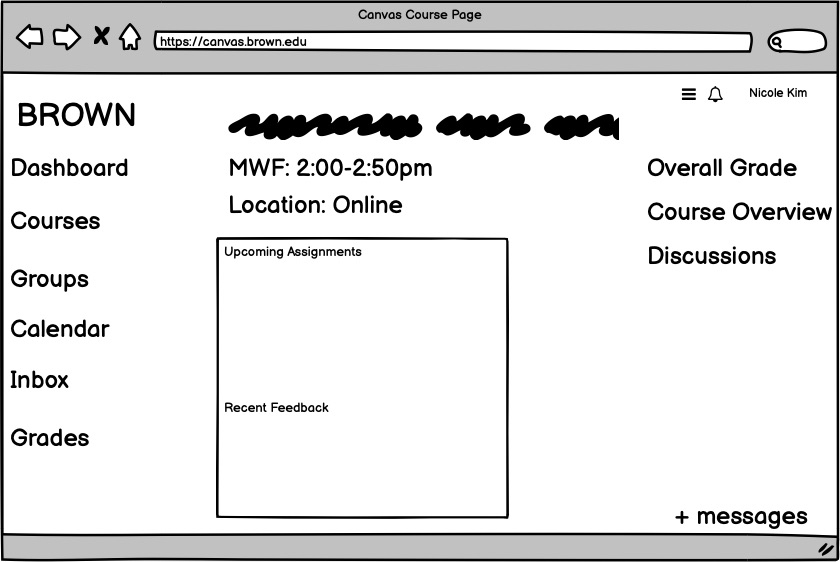 Canvas Course Page
https://canvas.brown.edu
Nicole Kim
BROWN
Dashboard
Courses
Groups
Calendar
Inbox
Grades
MWF: 2:00-2:50pm
Location: Online
Upcoming Assignments
Recent Feedback
Overall Grade
Course Overview
Discussions
+ messages